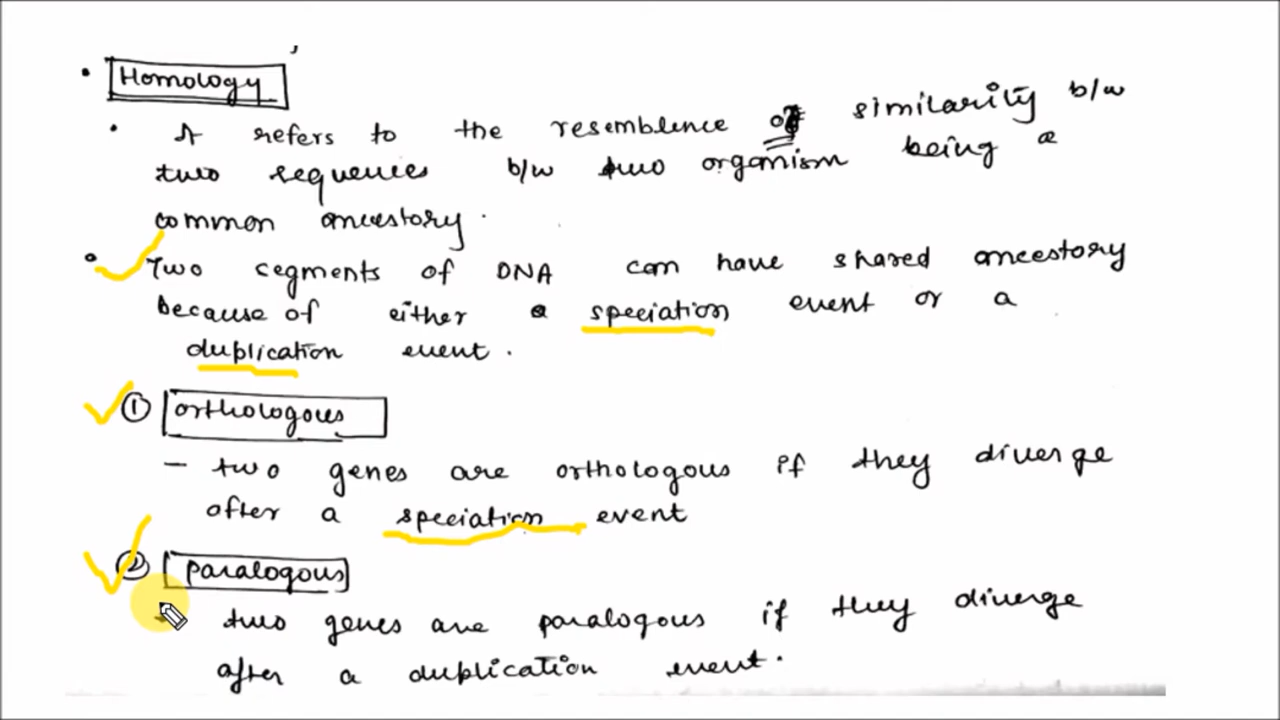 • Homology
• It refers to the resemblence of similarity b/w
two sequences b/w two organism being a
common ancestory.
• Two segments of DNA can have shared ancestory
because of either a speciation event or a
duplication event.
① orthologous
- two genes are orthologous if they diverge
after a speciation event
② paralogous
two genes are paralogous if they diverge
after a duplication event.